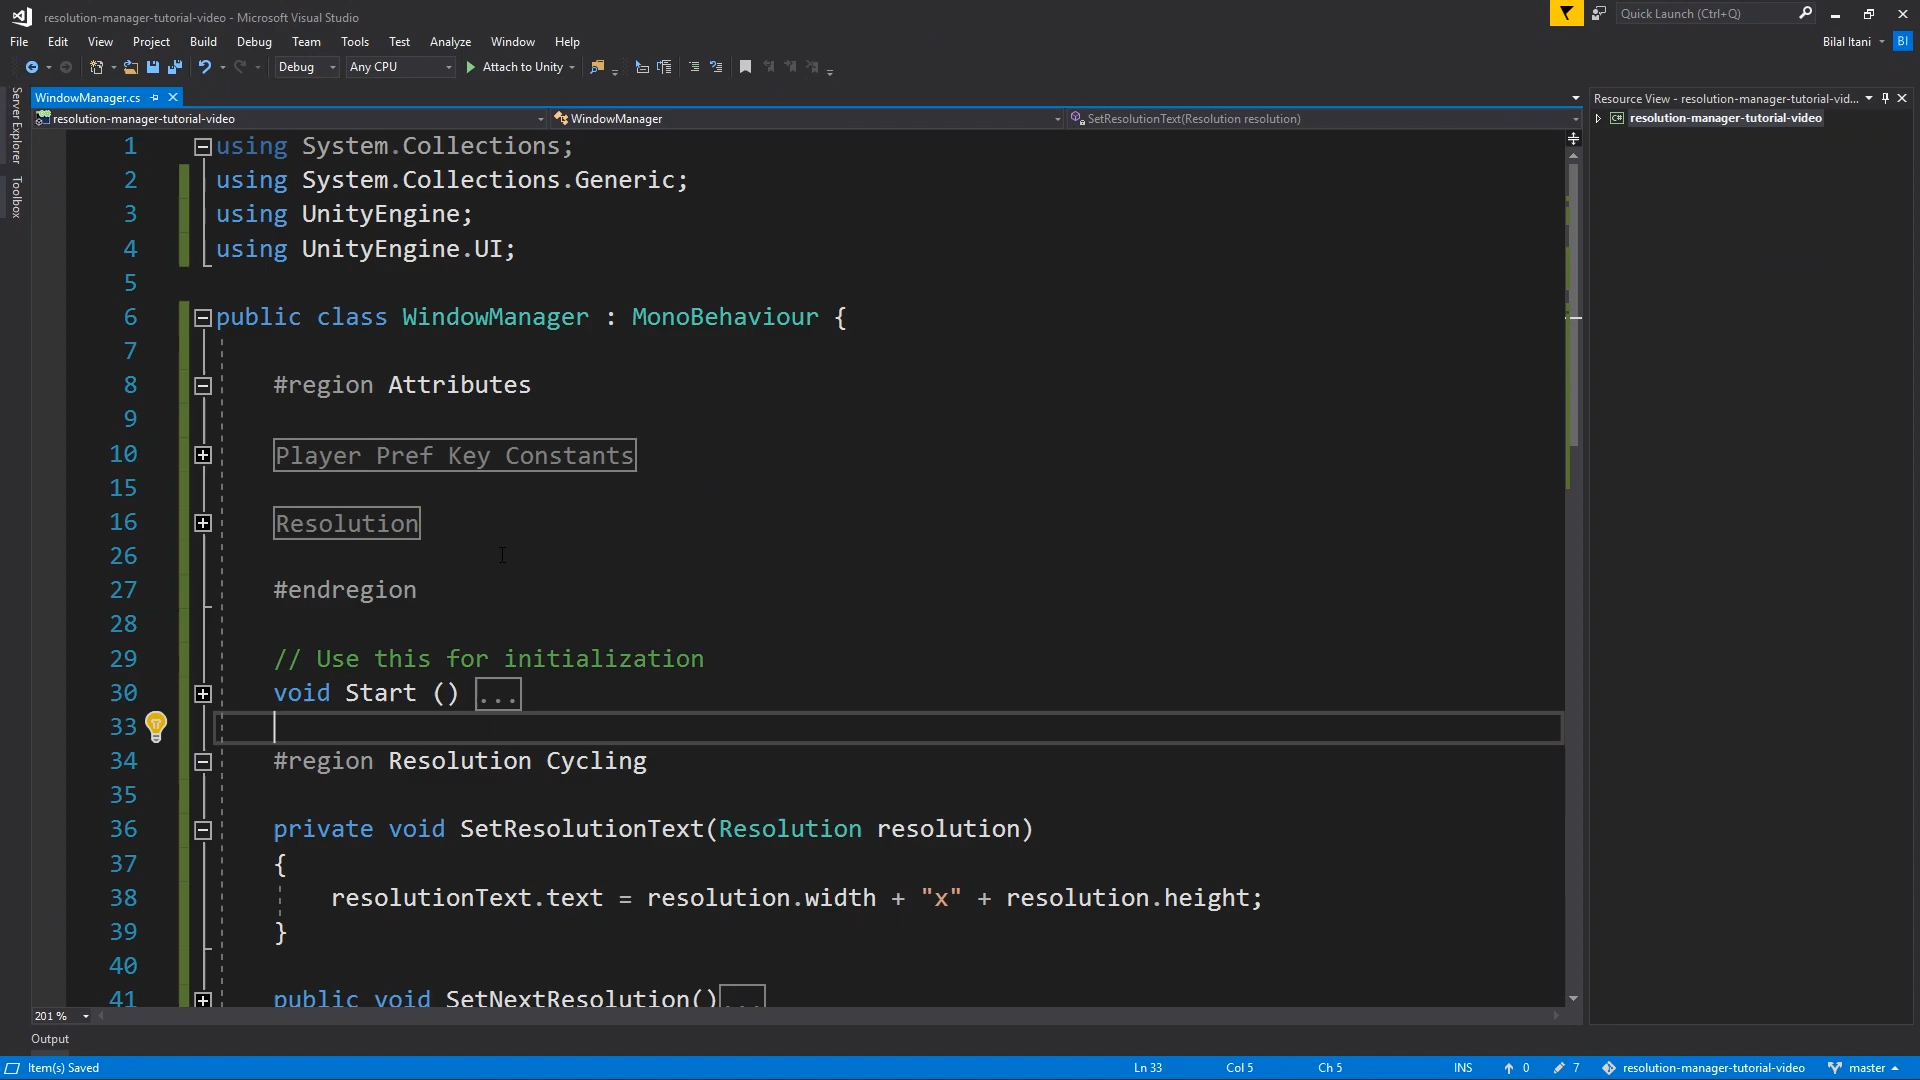 resolution-manager-tutorial-video - Microsoft Visual Studio
Quick Launch (Ctrl+Q)
File Edit View Project Build Debug Team Tools Test Analyze Window Help
Bilal Itani BI
Debug Any CPU Attach to Unity
Server Explorer
Toolbox
WindowManager.cs
Resource View - resolution-manager-tutorial-vid...
resolution-manager-tutorial-video WindowManager SetResolutionText(Resolution resolution)
resolution-manager-tutorial-video
1 using System.Collections;
2 using System.Collections.Generic;
3 using UnityEngine;
4 using UnityEngine.UI;
5
6 public class WindowManager : MonoBehaviour {
7
8 #region Attributes
9
10 Player Pref Key Constants
15
16 Resolution
26
27 #endregion
28
29 // Use this for initialization
30 void Start () ...
33
34 #region Resolution Cycling
35
36 private void SetResolutionText(Resolution resolution)
37 {
38 resolutionText.text = resolution.width + "x" + resolution.height;
39 }
40
41 public void SetNextResolution()...
201 %
Output
Item(s) Saved Ln 33 Col 5 Ch 5 INS 0 7 resolution-manager-tutorial-video master